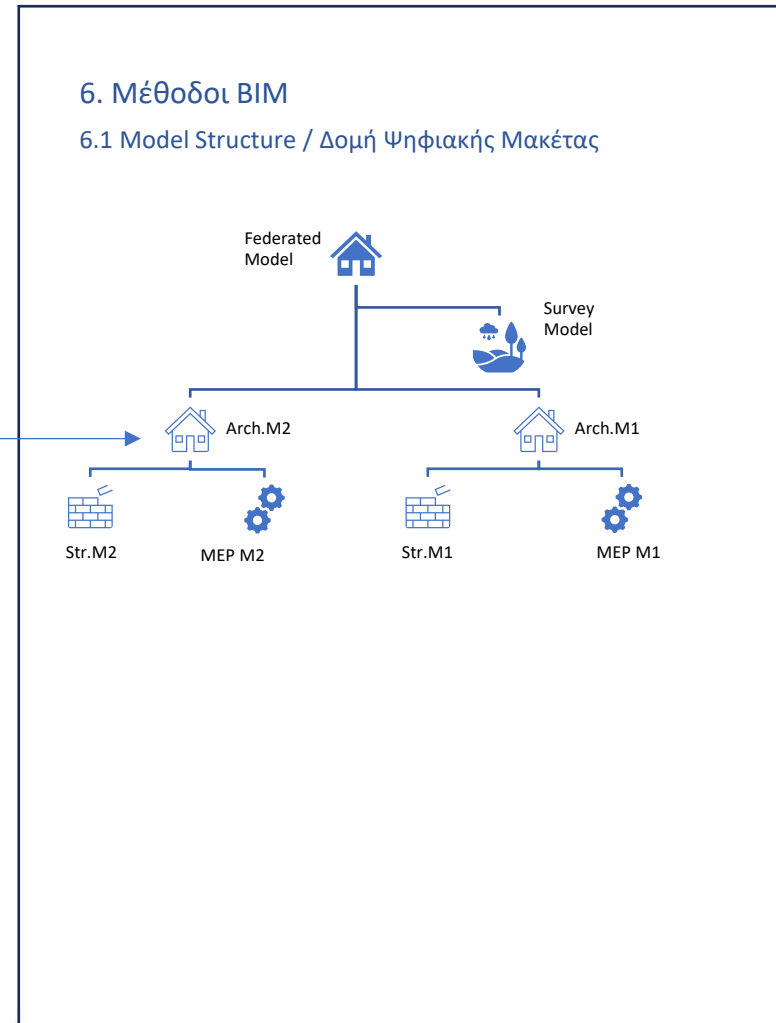 6. Μέθοδοι BIM
6.1 Model Structure / Δομή Ψηφιακής Μακέτας
Federated
Model
Survey
Model
Arch.M2
Arch.M1
Str.M2
MEP M2
Str.M1
MEP M1